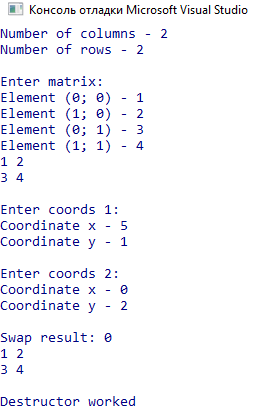 Консоль отладки Microsoft Visual Studio
Number of columns - 2
Number of rows - 2
Enter matrix:
Element (0; 0) - 1
Element (1; 0) - 2
Element (0; 1) - 3
Element (1; 1) - 4
1 2
3 4
Enter coords 1:
Coordinate x - 5
Coordinate y - 1
Enter coords 2:
Coordinate x - 0
Coordinate y - 2
Swap result: 0
1 2
3 4
Destructor worked